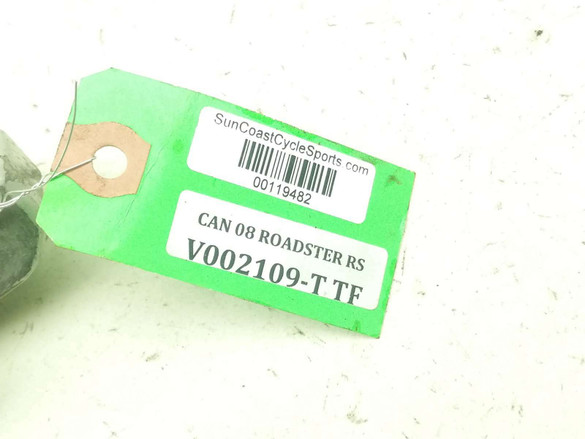 SunCoastCycleSports.com
00119482
CAN 08 ROADSTER RS
V002109-T TF